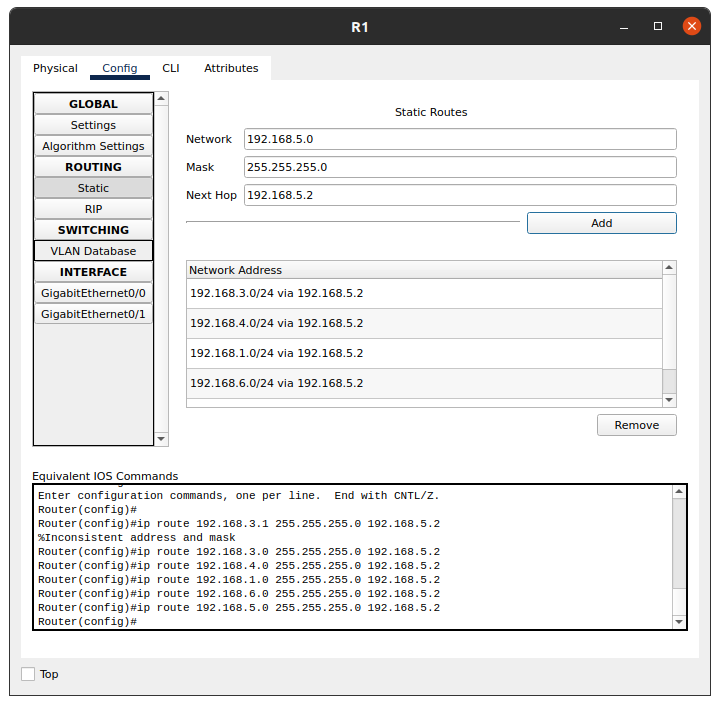 R1
Physical Config CLI Attributes
GLOBAL
Settings
Algorithm Settings
ROUTING
Static
RIP
SWITCHING
VLAN Database
INTERFACE
GigabitEthernet0/0
GigabitEthernet0/1
Static Routes
Network 192.168.5.0
Mask 255.255.255.0
Next Hop 192.168.5.2
Add
Network Address
192.168.3.0/24 via 192.168.5.2
192.168.4.0/24 via 192.168.5.2
192.168.1.0/24 via 192.168.5.2
192.168.6.0/24 via 192.168.5.2
Remove
Equivalent IOS Commands
Enter configuration commands, one per line.  End with CNTL/Z.
Router(config)#
Router(config)#ip route 192.168.3.1 255.255.255.0 192.168.5.2
%Inconsistent address and mask
Router(config)#ip route 192.168.3.0 255.255.255.0 192.168.5.2
Router(config)#ip route 192.168.4.0 255.255.255.0 192.168.5.2
Router(config)#ip route 192.168.1.0 255.255.255.0 192.168.5.2
Router(config)#ip route 192.168.6.0 255.255.255.0 192.168.5.2
Router(config)#ip route 192.168.5.0 255.255.255.0 192.168.5.2
Router(config)#
Top